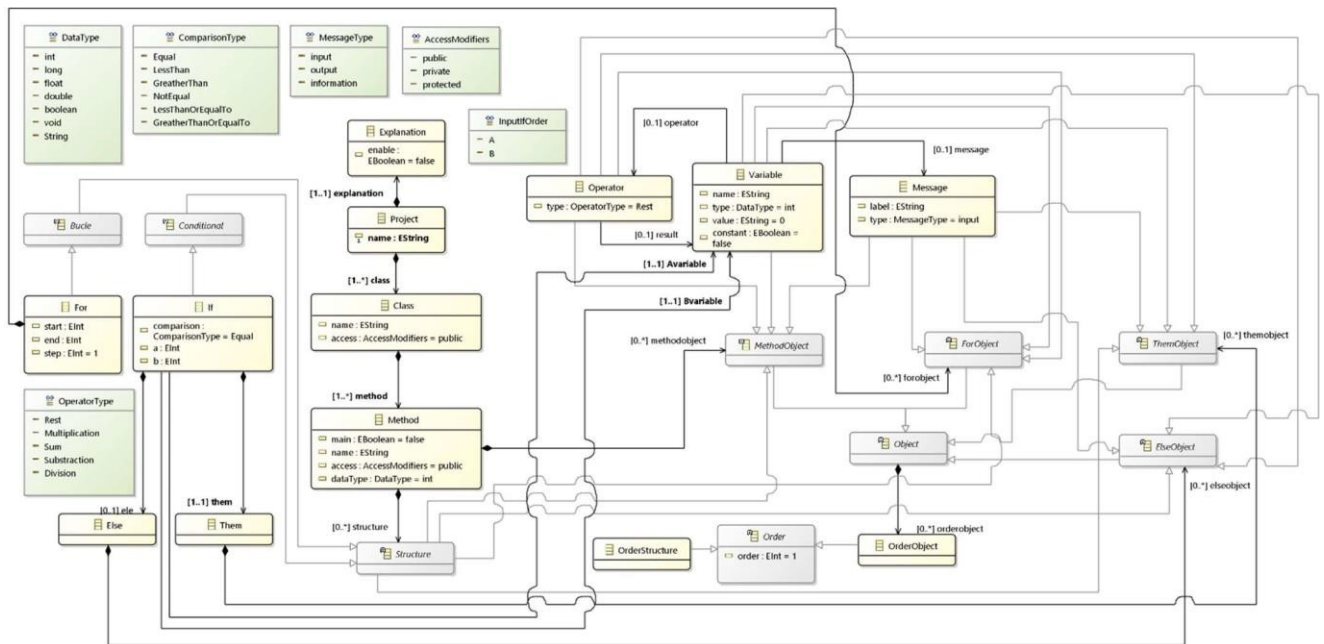 DataType
int
long
float
double
boolean
void
String
ComparisonType
Equal
LessThan
GreatherThan
NotEqual
LessThanOrEqualTo
GreatherThanOrEqualTo
MessageType
input
output
information
AccessModifiers
public
private
protected
InputIfOrder
A
B
Explanation
enable :
EBoolean = false
[1..1] explanation
Project
name : EString
[1..*] class
Class
name : EString
access : AccessModifiers = public
[1..*] method
Method
main : EBoolean = false
name : EString
access : AccessModifiers = public
dataType : DataType = int
[0..*] structure
Structure
Bucle
Conditional
For
start : EInt
end : EInt
step : EInt = 1
If
comparison :
ComparisonType = Equal
a : EInt
b : EInt
OperatorType
Rest
Multiplication
Sum
Substraction
Division
[0..1] ele
Else
[1..1] them
Them
[0..1] operator
Operator
type : OperatorType = Rest
[0..1] result
Variable
name : EString
type : DataType = int
value : EString = 0
constant : EBoolean =
false
[0..1] message
Message
label : EString
type : MessageType = input
[1..1] Avariable
[1..1] Bvariable
[0..*] methodobject
MethodObject
ForObject
[0..*] forobject
ThemObject
[0..*] themobject
Object
ElseObject
[0..*] elseobject
[0..*] orderobject
OrderStructure
Order
order : EInt = 1
OrderObject